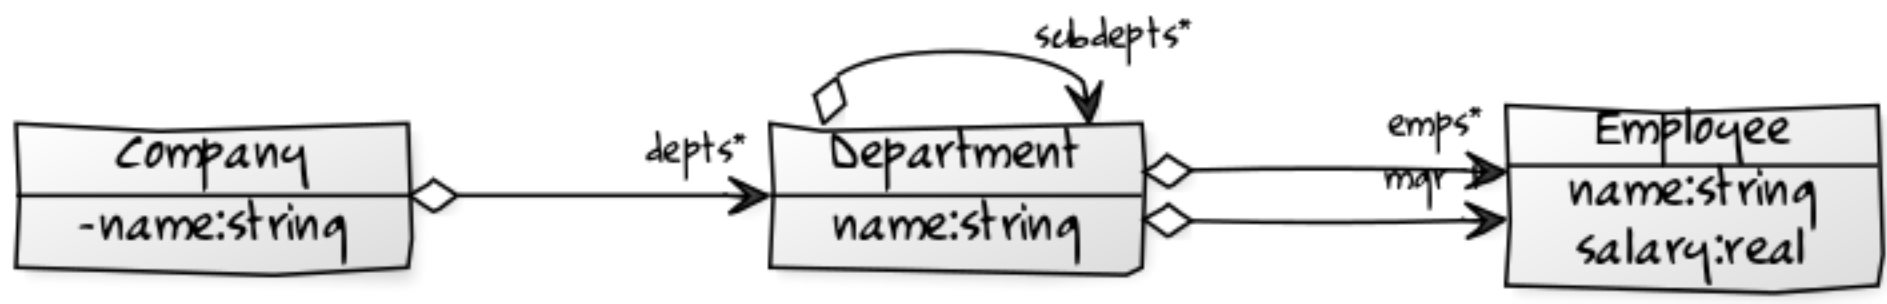 subdepts*
Company
-name:string
depts*
Department
name:string
emps*
mgr
Employee
name:string
salary:real